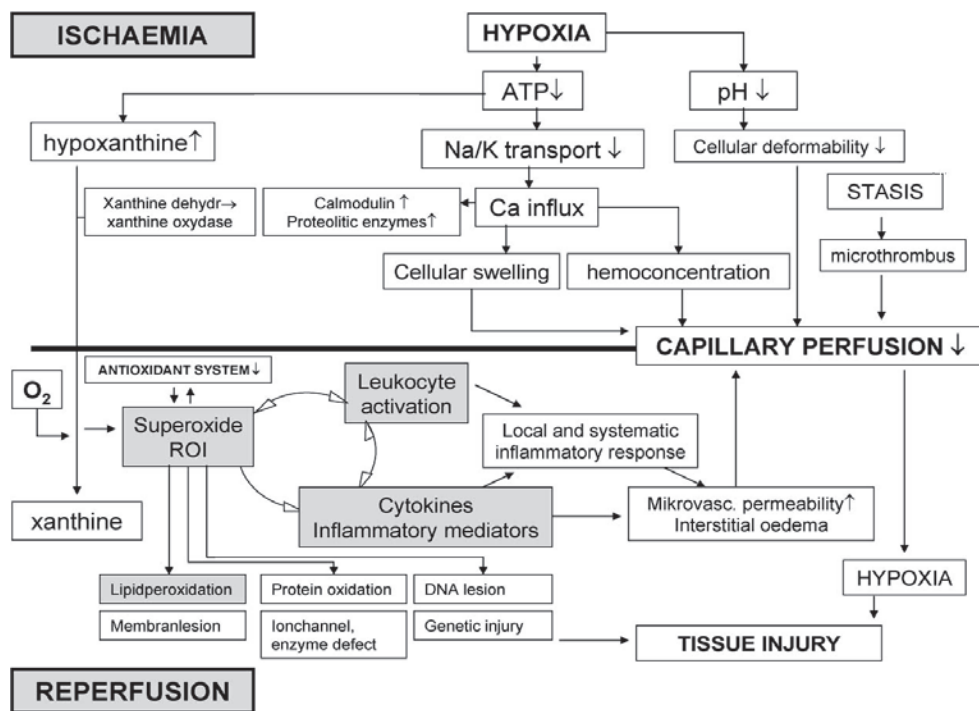 ISCHAEMIA
HYPOXIA
ATP↓
pH ↓
hypoxanthine↑
Na/K transport ↓
Cellular deformability ↓
Xanthine dehydr→
xanthine oxydase
Calmodulin ↑
Proteolitic enzymes↑
Ca influx
STASIS
Cellular swelling
hemoconcentration
microthrombus
CAPILLARY PERFUSION ↓
O₂
ANTIOXIDANT SYSTEM↓
Leukocyte
activation
Superoxide
ROI
Local and systematic
inflammatory response
xanthine
Cytokines
Inflammatory mediators
Mikrovasc. permeability↑
Interstitial oedema
Lipidperoxidation
Protein oxidation
DNA lesion
HYPOXIA
Membranlesion
Ionchannel,
enzyme defect
Genetic injury
TISSUE INJURY
REPERFUSION